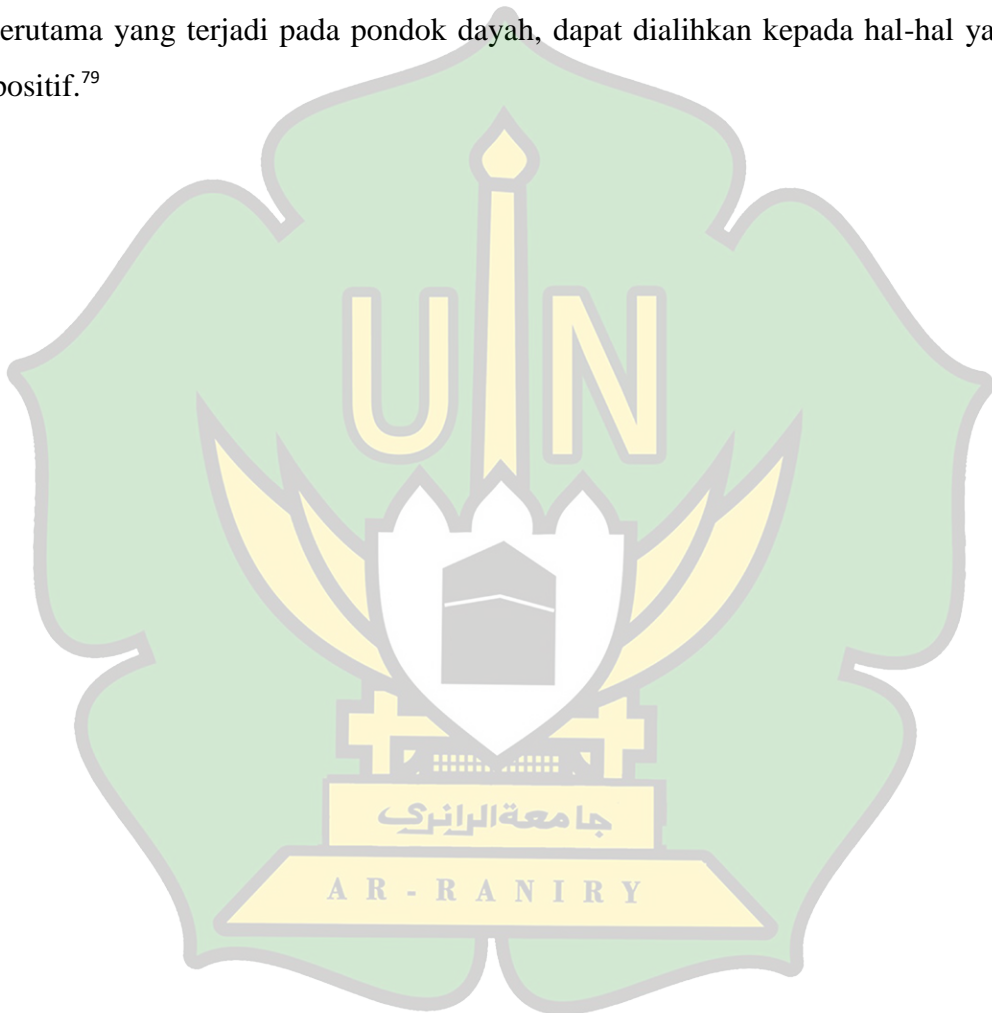 erutama yang terjadi pada pondok dayah, dapat dialihkan kepada hal-hal ya
positif.79
UIN
جامعةالرانري
AR-RANIRY